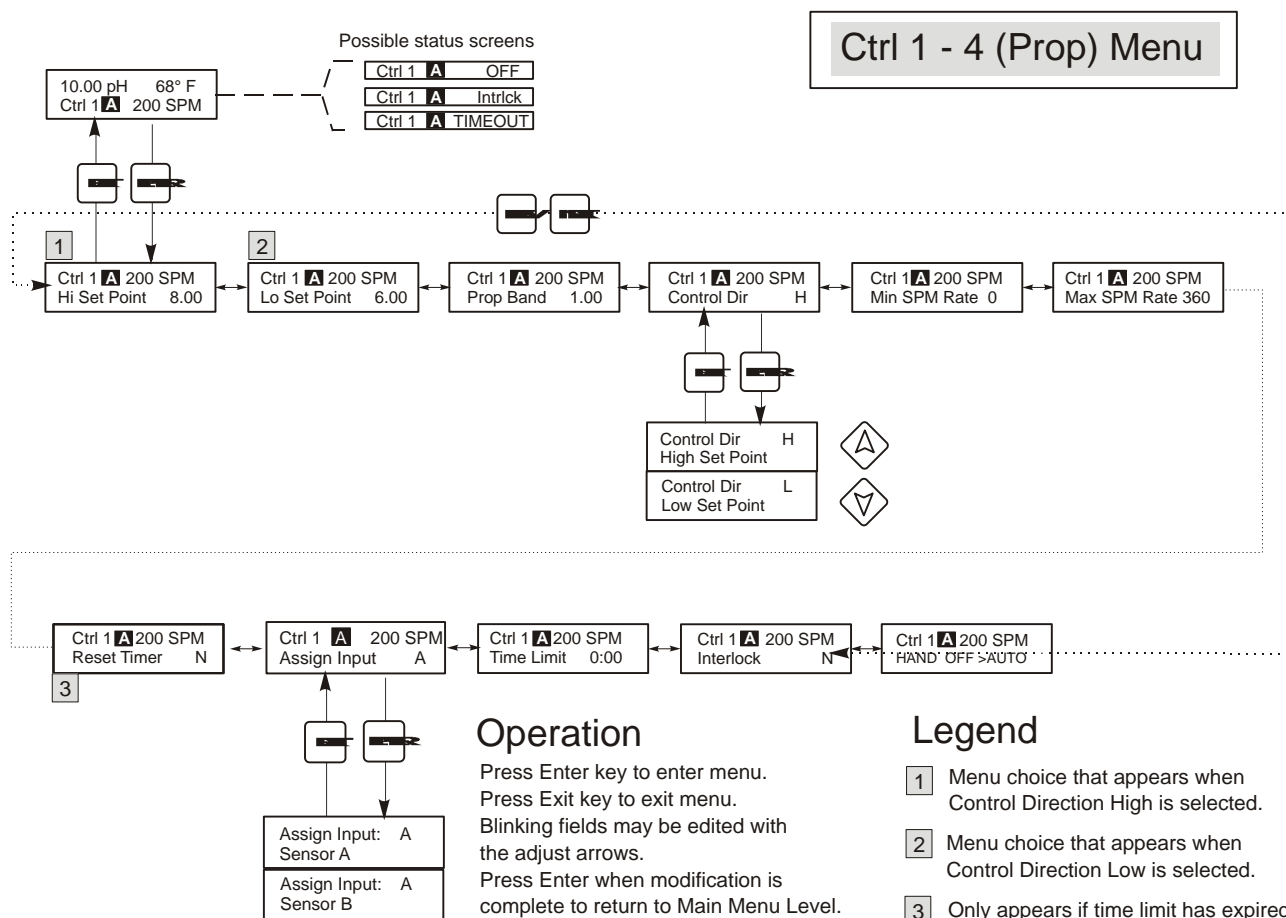 Ctrl 1 - 4 (Prop) Menu
Possible status screens
10.00 pH 68° F
Ctrl 1 A 200 SPM
Ctrl 1 A OFF
Ctrl 1 A Intrlck
Ctrl 1 A TIMEOUT
1
2
Ctrl 1 A 200 SPM
Hi Set Point 8.00
Ctrl 1 A 200 SPM
Lo Set Point 6.00
Ctrl 1 A 200 SPM
Prop Band 1.00
Ctrl 1 A 200 SPM
Control Dir H
Ctrl 1 A 200 SPM
Min SPM Rate 0
Ctrl 1 A 200 SPM
Max SPM Rate 360
Control Dir H
High Set Point
Control Dir L
Low Set Point
Ctrl 1 A 200 SPM
Reset Timer N
3
Ctrl 1 A 200 SPM
Assign Input A
Ctrl 1 A 200 SPM
Time Limit 0:00
Ctrl 1 A 200 SPM
Interlock N
Ctrl 1 A 200 SPM
HAND OFF >AUTO
Assign Input: A
Sensor A
Assign Input: A
Sensor B
Operation
Press Enter key to enter menu.
Press Exit key to exit menu.
Blinking fields may be edited with
the adjust arrows.
Press Enter when modification is
complete to return to Main Menu Level.
Legend
1 Menu choice that appears when
Control Direction High is selected.
2 Menu choice that appears when
Control Direction Low is selected.
3 Only appears if time limit has expired